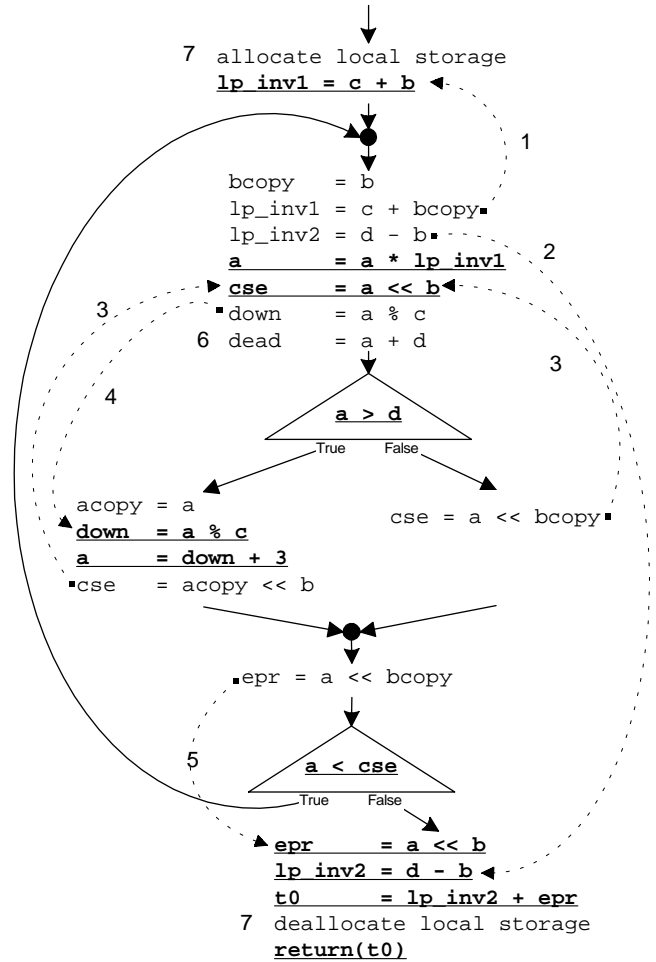 7 allocate local storage
lp_inv1 = c + b
1
bcopy = b
lp_inv1 = c + bcopy
lp_inv2 = d - b
2
a = a * lp_inv1
3 cse = a << b
down = a % c
6 dead = a + d
3
4
a > d
True False
acopy = a
cse = a << bcopy
down = a % c
a = down + 3
cse = acopy << b
epr = a << bcopy
5
a < cse
True False
epr = a << b
lp_inv2 = d - b
t0 = lp_inv2 + epr
7 deallocate local storage
return(t0)